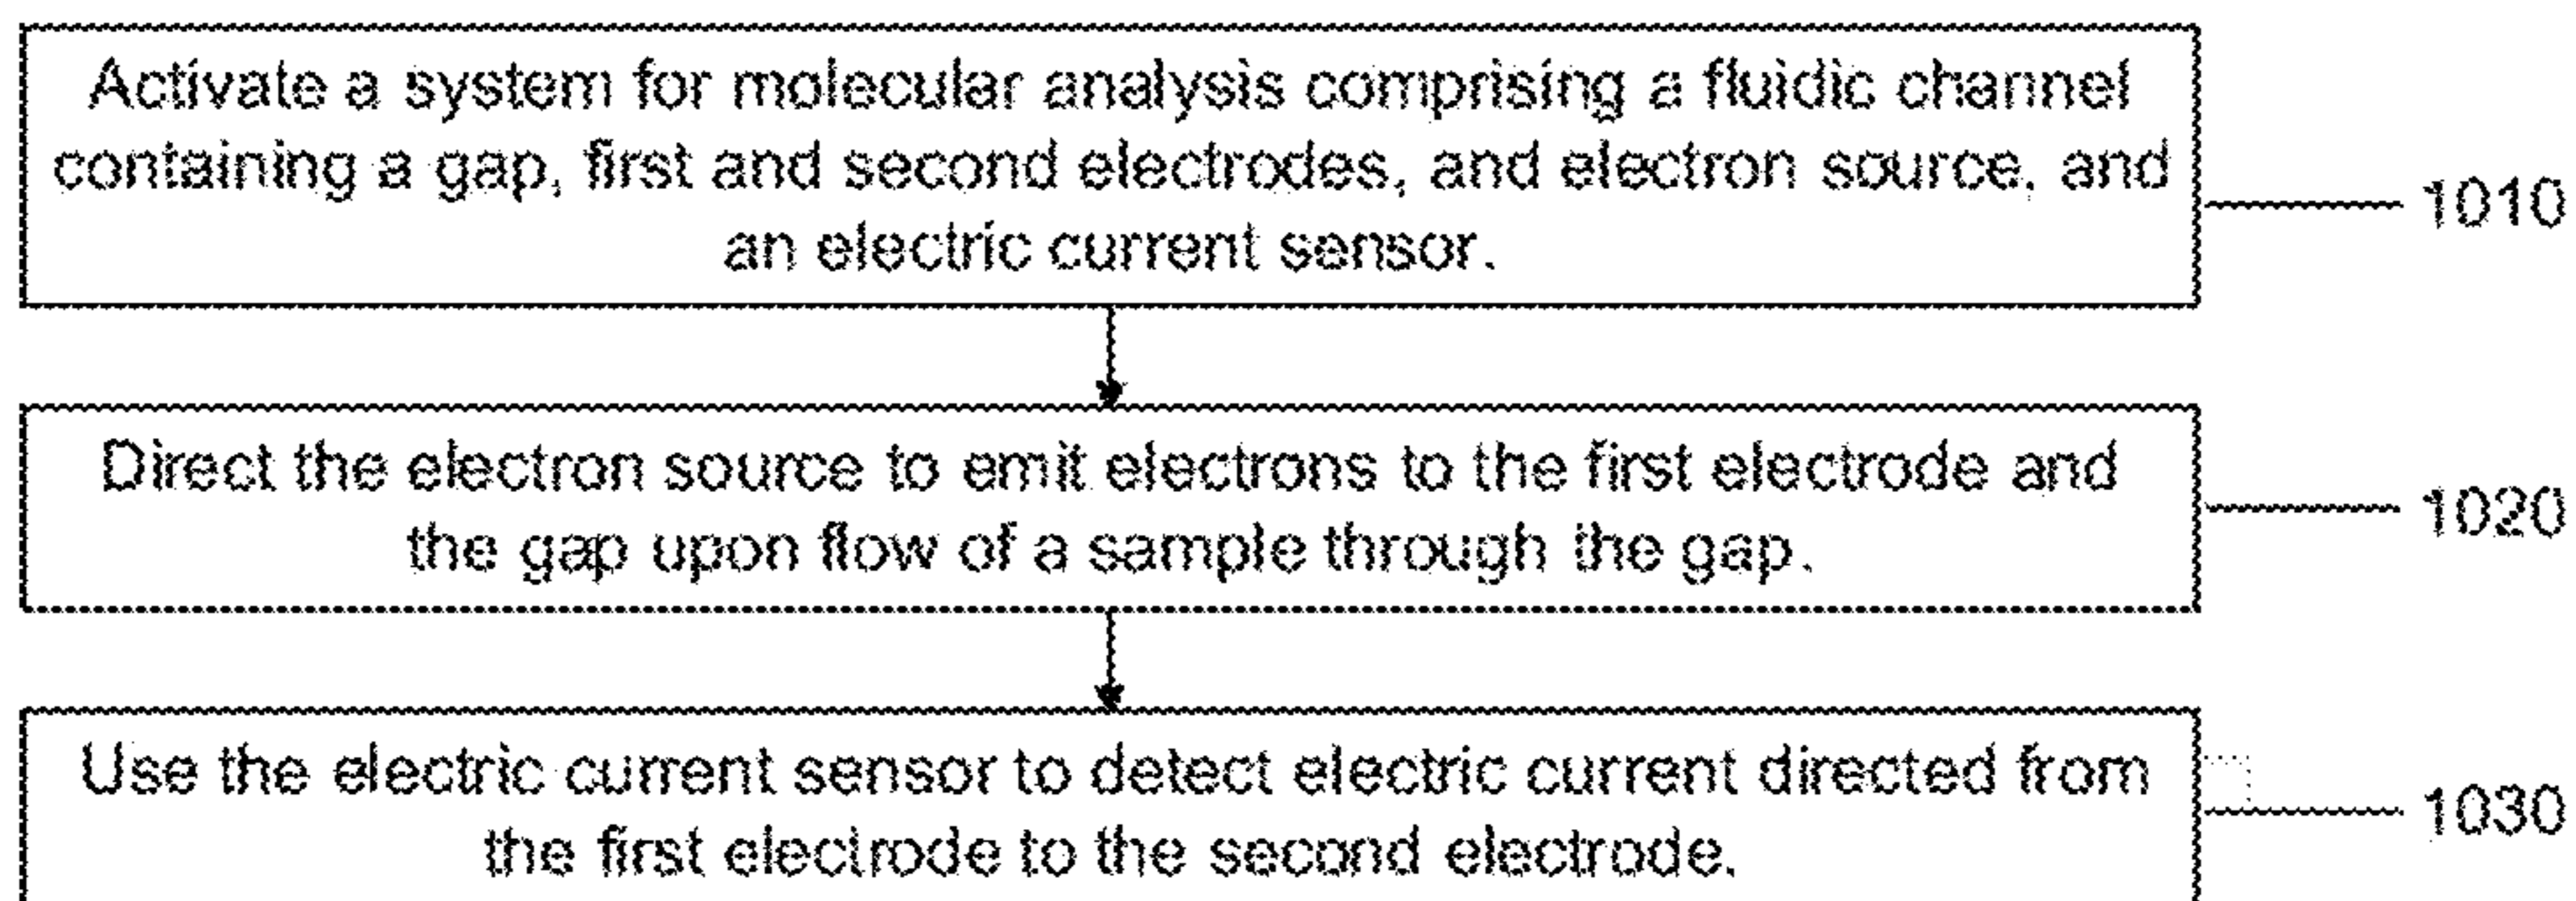 Activate a system for molecular analysis comprising a fluidic channel
containing a gap, first and second electrodes, and electron source, and
an electric current sensor.
1010
Direct the electron source to emit electrons to the first electrode and
the gap upon flow of a sample through the gap.
1020
Use the electric current sensor to detect electric current directed from
the first electrode to the second electrode.
1030